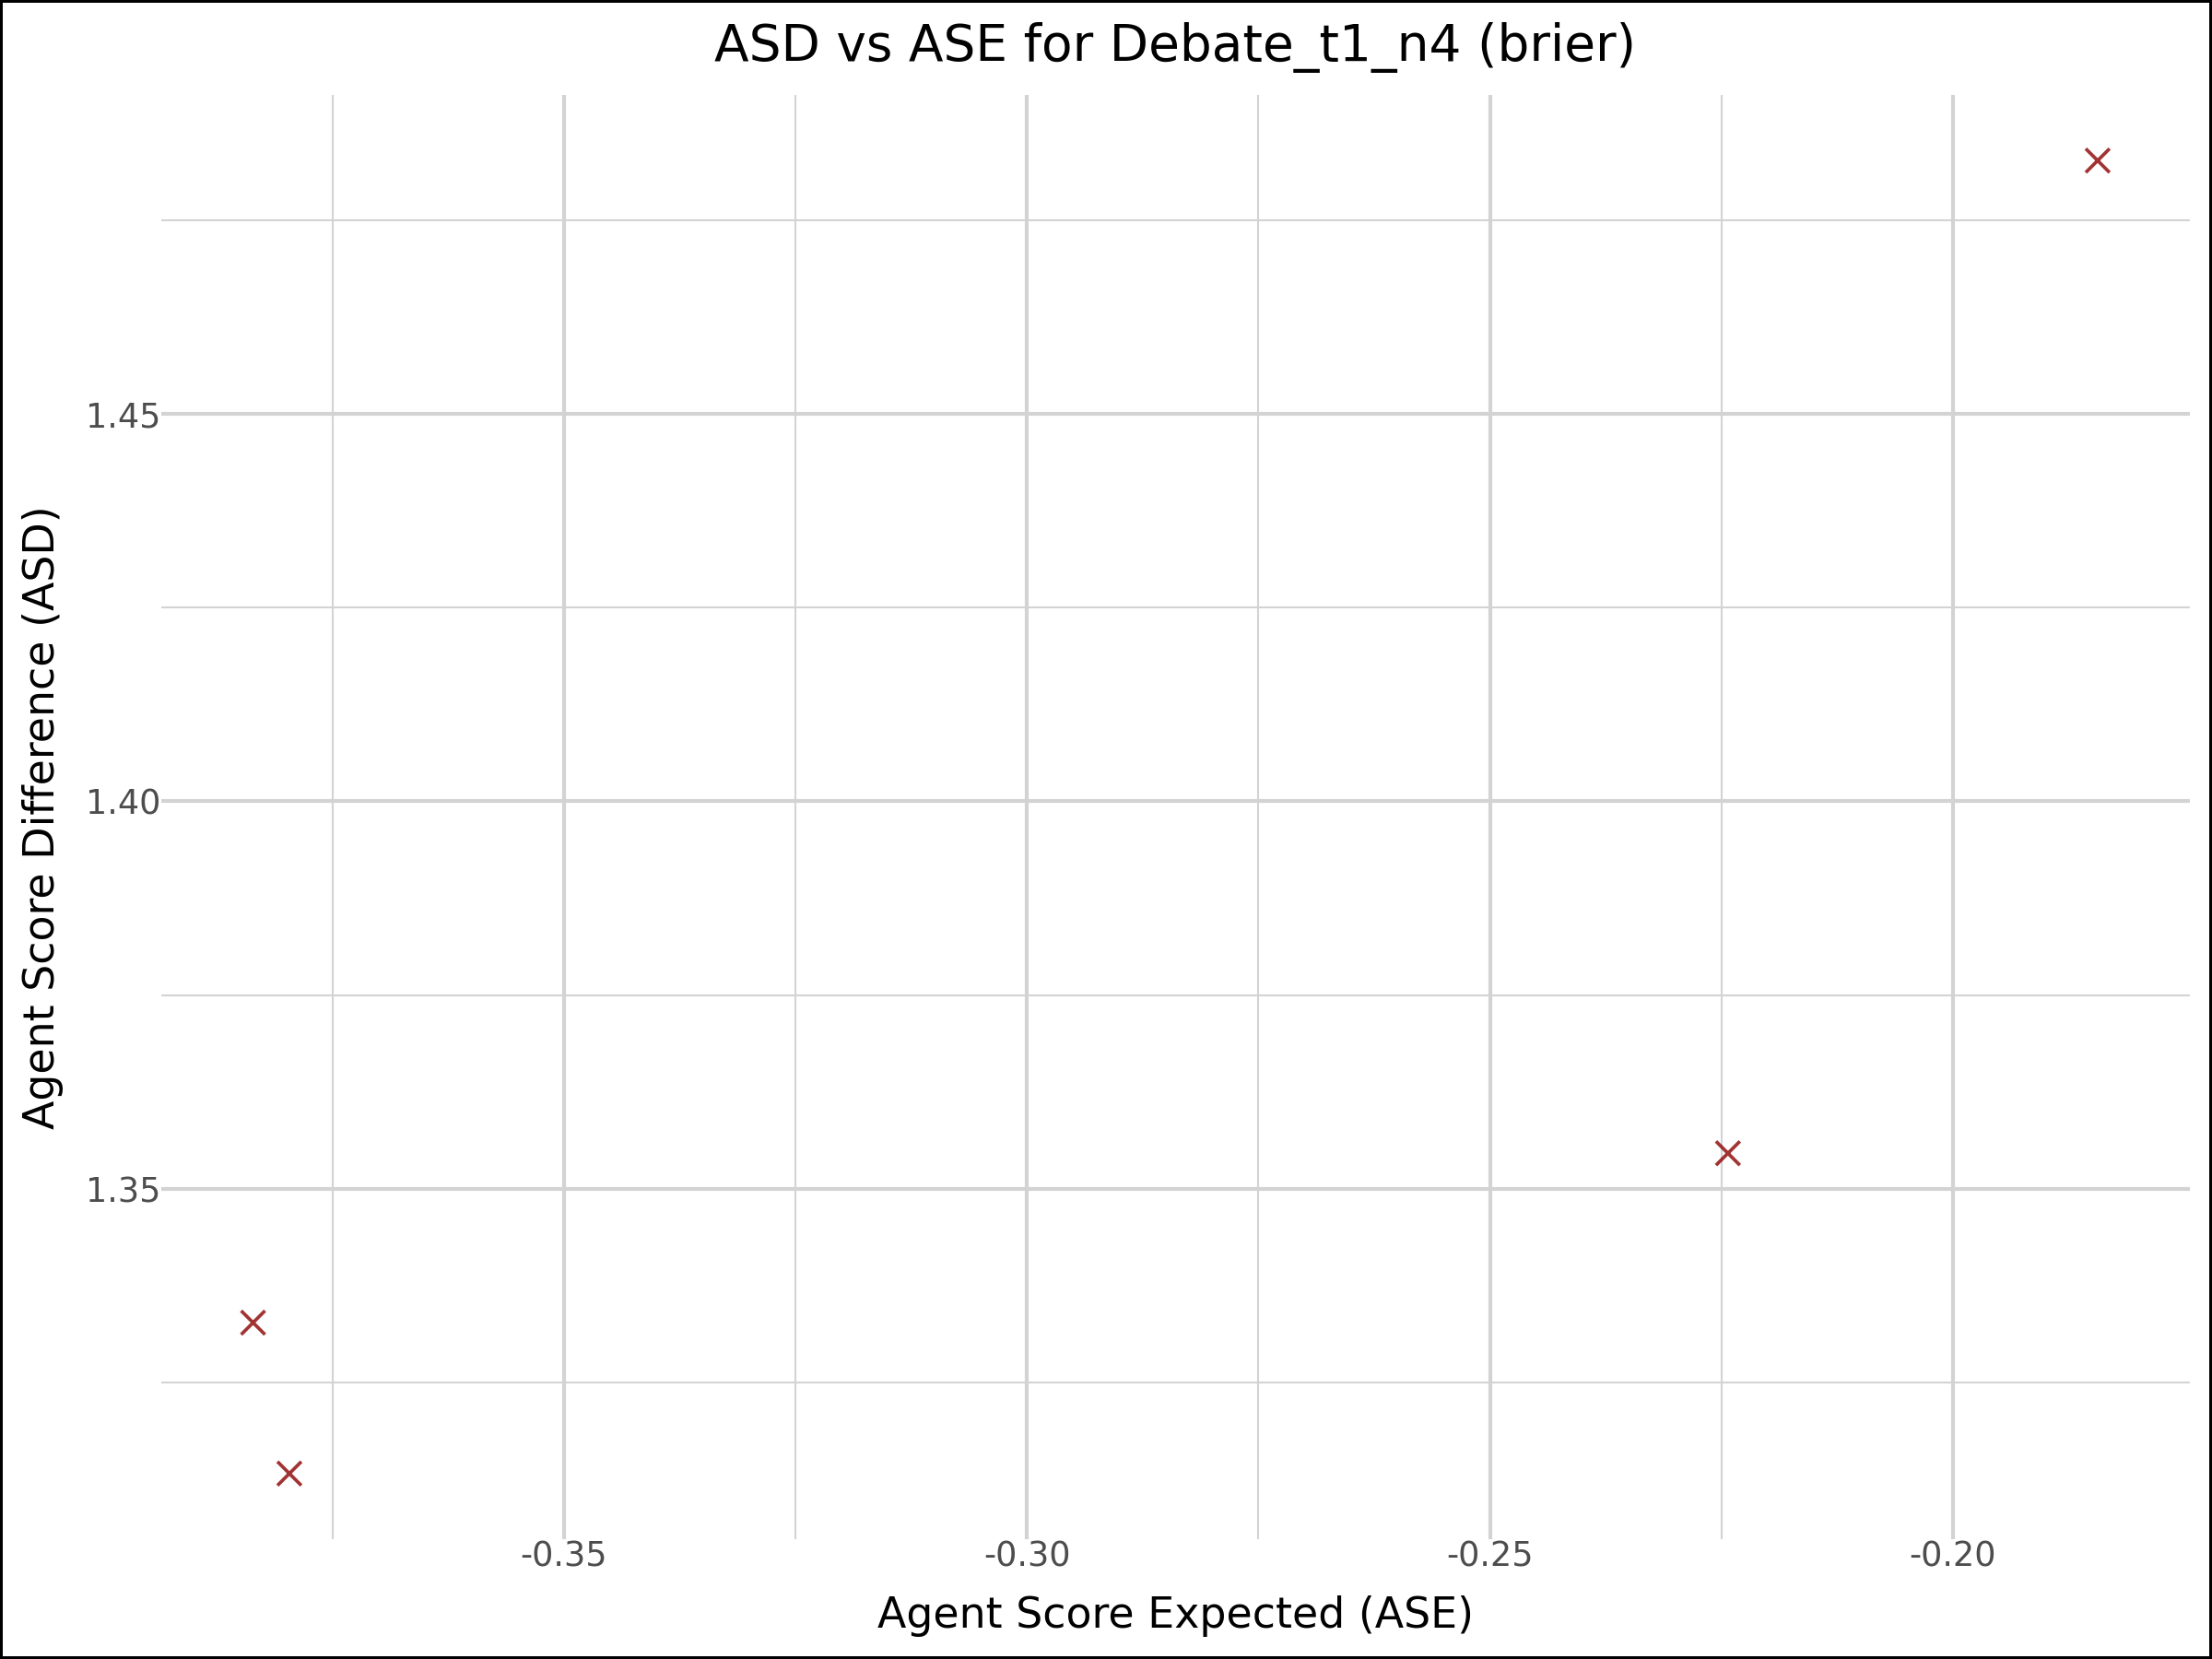 ASD vs ASE for Debate_t1_n4 (brier)
Agent Score Difference (ASD)
1.45
1.40
1.35
-0.35
-0.30
-0.25
-0.20
Agent Score Expected (ASE)